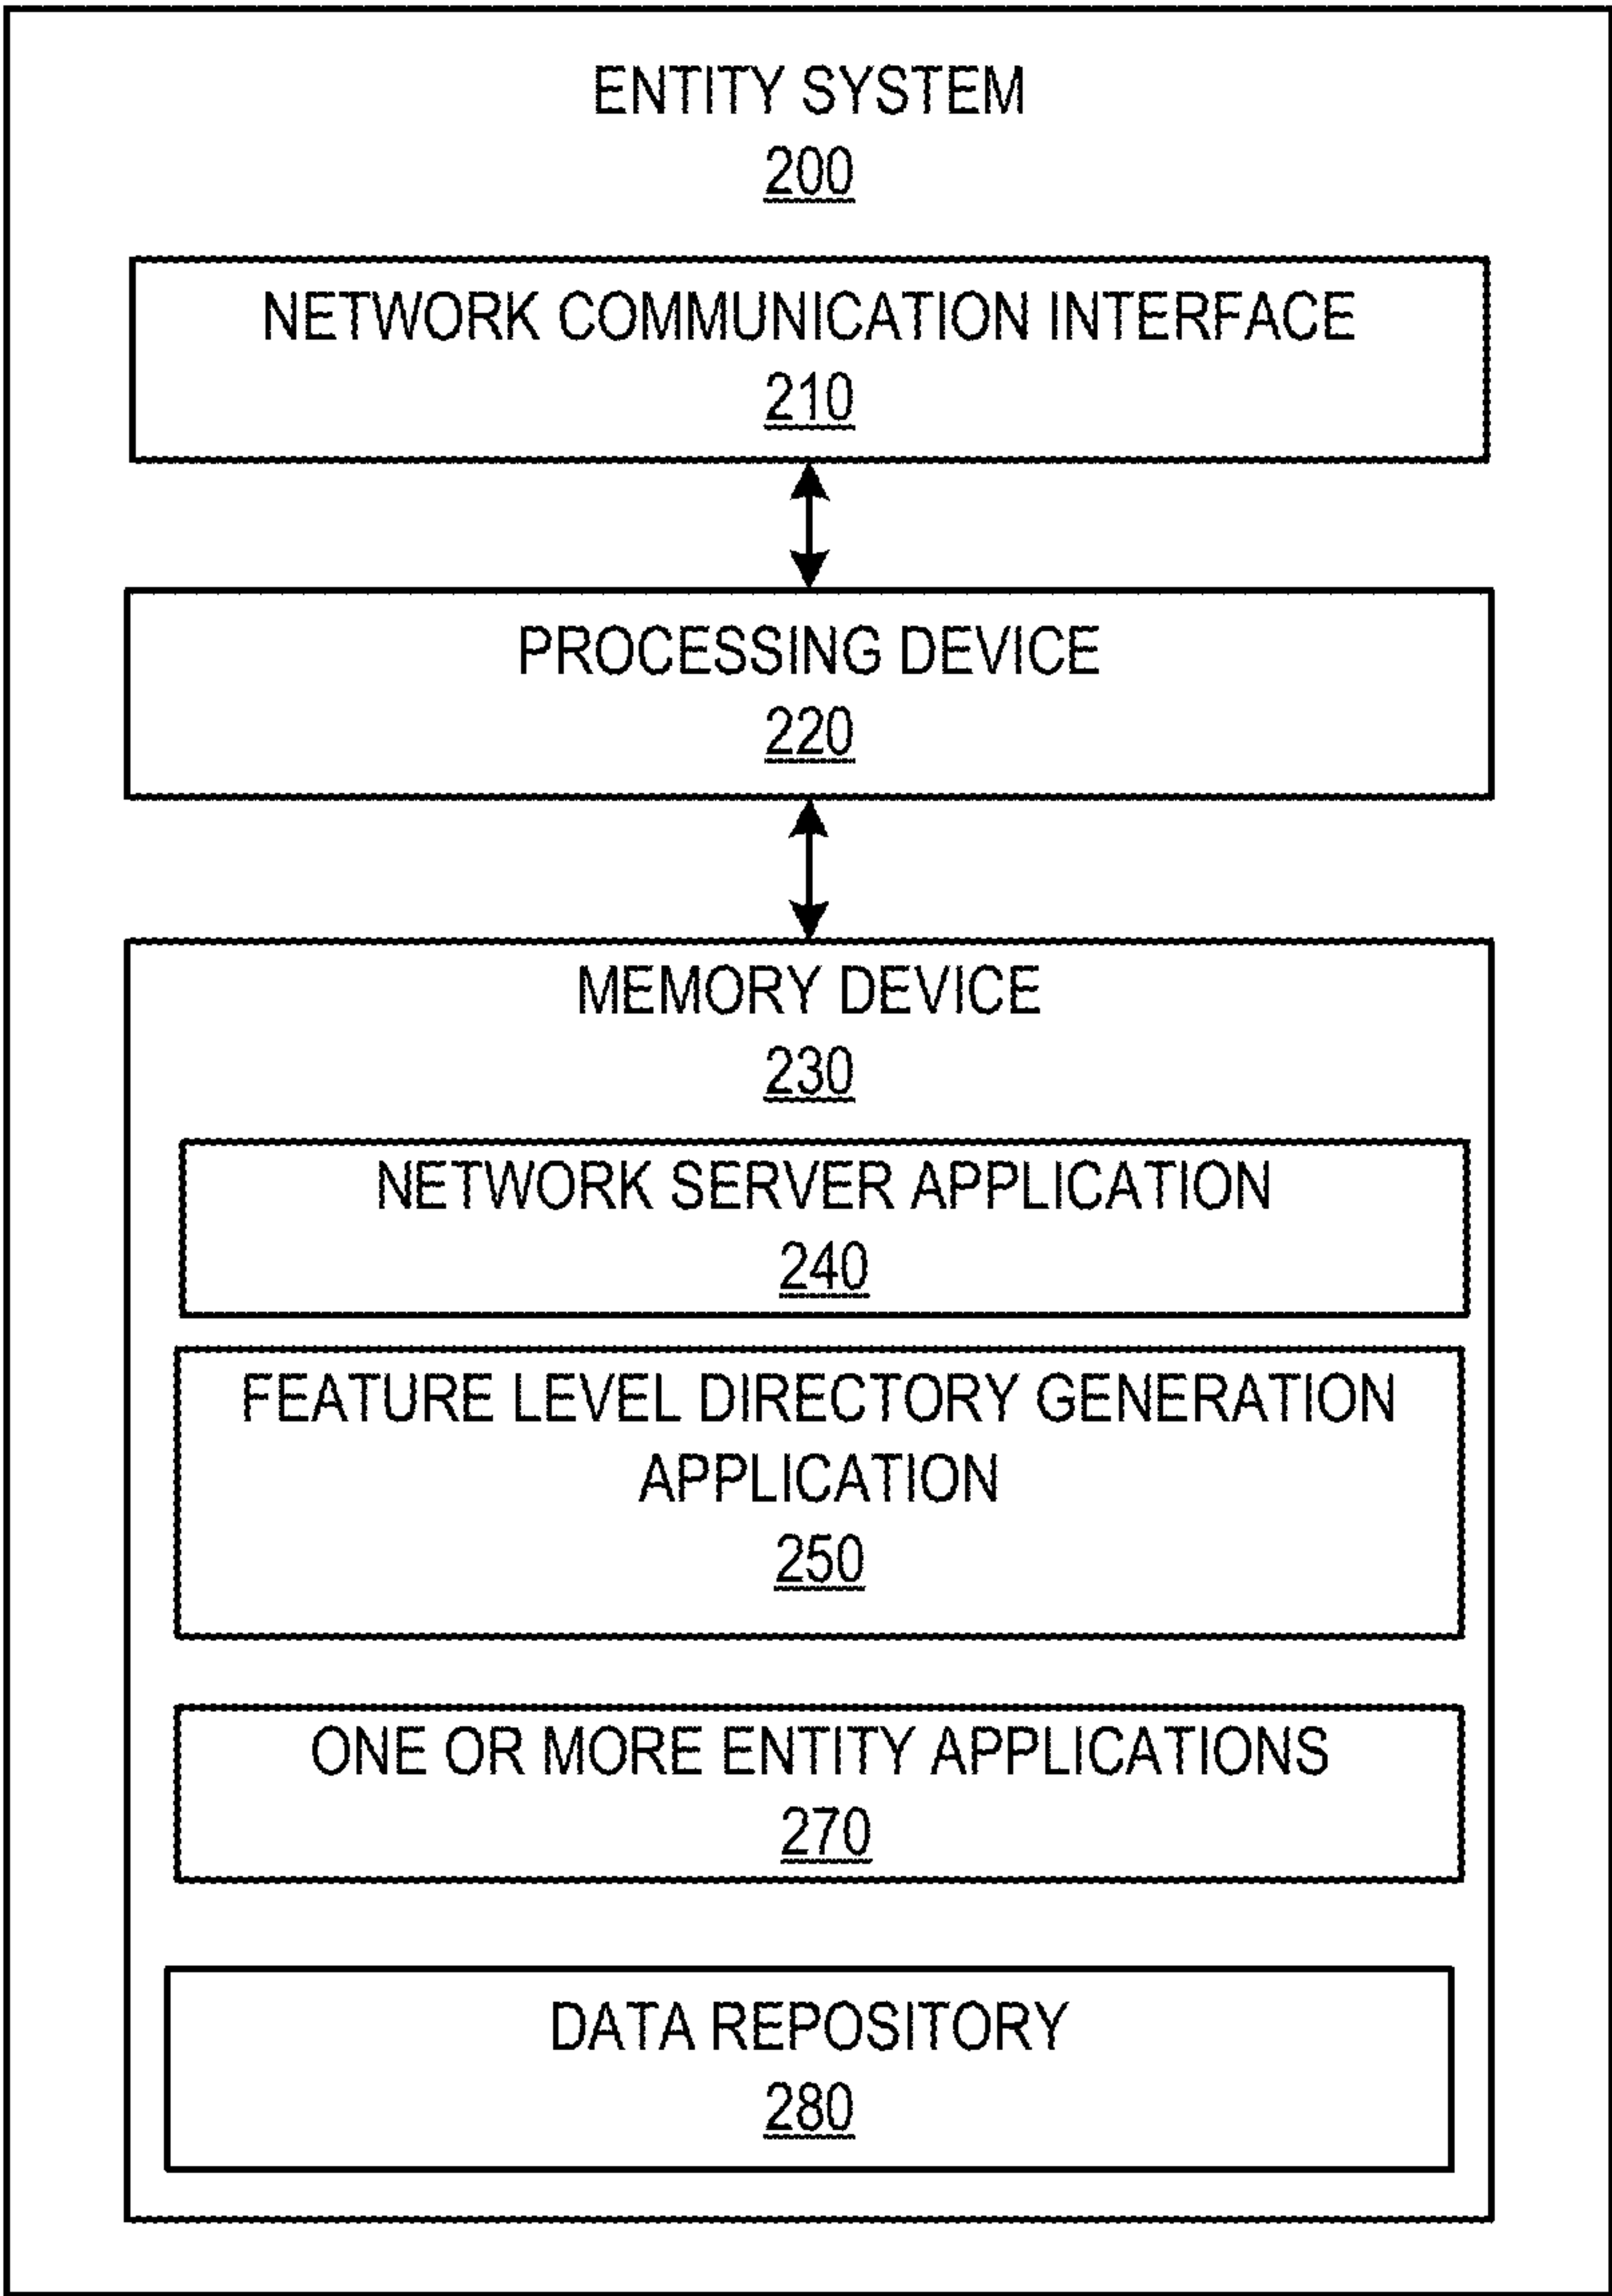 ENTITY SYSTEM
200
NETWORK COMMUNICATION INTERFACE
210
PROCESSING DEVICE
220
MEMORY DEVICE
230
NETWORK SERVER APPLICATION
240
FEATURE LEVEL DIRECTORY GENERATION
APPLICATION
250
ONE OR MORE ENTITY APPLICATIONS
270
DATA REPOSITORY
280